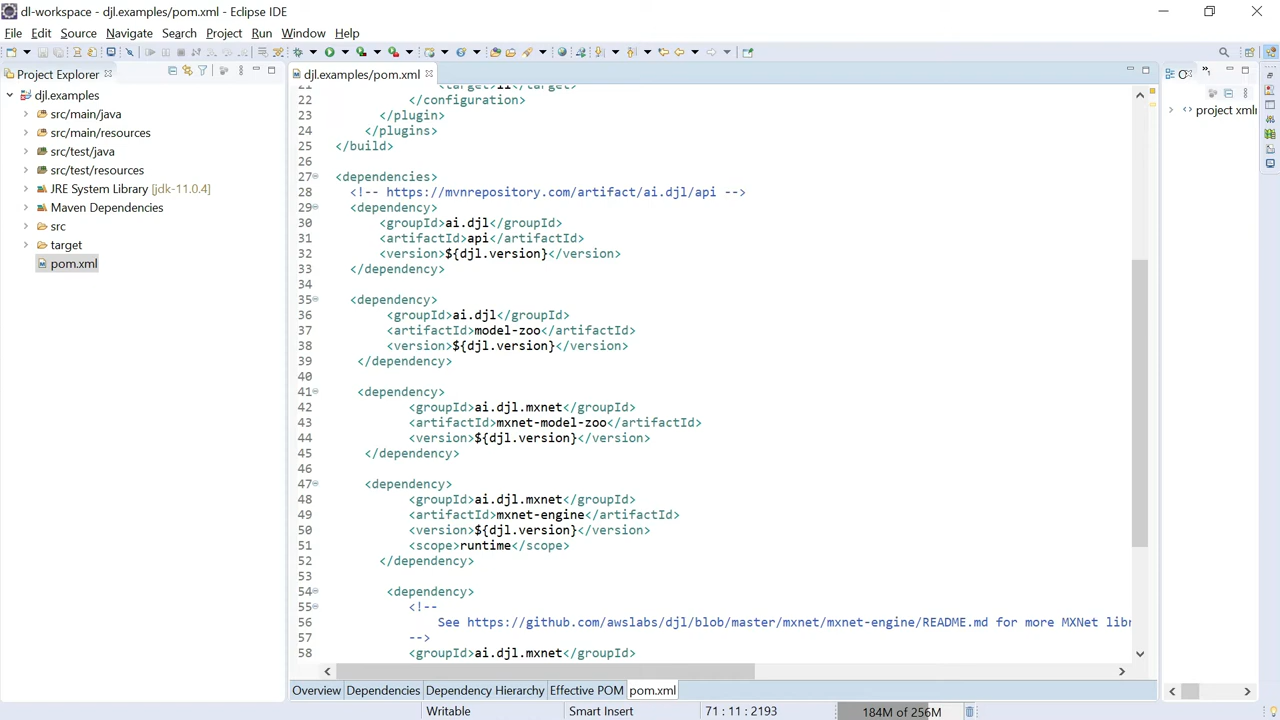 dl-workspace - djl.examples/pom.xml - Eclipse IDE
File Edit Source Navigate Search Project Run Window Help
Project Explorer
djl.examples/pom.xml
djl.examples
src/main/java
src/main/resources
src/test/java
src/test/resources
JRE System Library [jdk-11.0.4]
Maven Dependencies
src
target
pom.xml
21 <target>11</target>
22 </configuration>
23 </plugin>
24 </plugins>
25 </build>
26
27 <dependencies>
28 <!-- https://mvnrepository.com/artifact/ai.djl/api -->
29 <dependency>
30 <groupId>ai.djl</groupId>
31 <artifactId>api</artifactId>
32 <version>${djl.version}</version>
33 </dependency>
34
35 <dependency>
36 <groupId>ai.djl</groupId>
37 <artifactId>model-zoo</artifactId>
38 <version>${djl.version}</version>
39 </dependency>
40
41 <dependency>
42 <groupId>ai.djl.mxnet</groupId>
43 <artifactId>mxnet-model-zoo</artifactId>
44 <version>${djl.version}</version>
45 </dependency>
46
47 <dependency>
48 <groupId>ai.djl.mxnet</groupId>
49 <artifactId>mxnet-engine</artifactId>
50 <version>${djl.version}</version>
51 <scope>runtime</scope>
52 </dependency>
53
54 <dependency>
55 <!--
56 See https://github.com/awslabs/djl/blob/master/mxnet/mxnet-engine/README.md for more MXNet libr
57 -->
58 <groupId>ai.djl.mxnet</groupId>
project xmln
Overview Dependencies Dependency Hierarchy Effective POM pom.xml
Writable Smart Insert 71 : 11 : 2193 184M of 256M